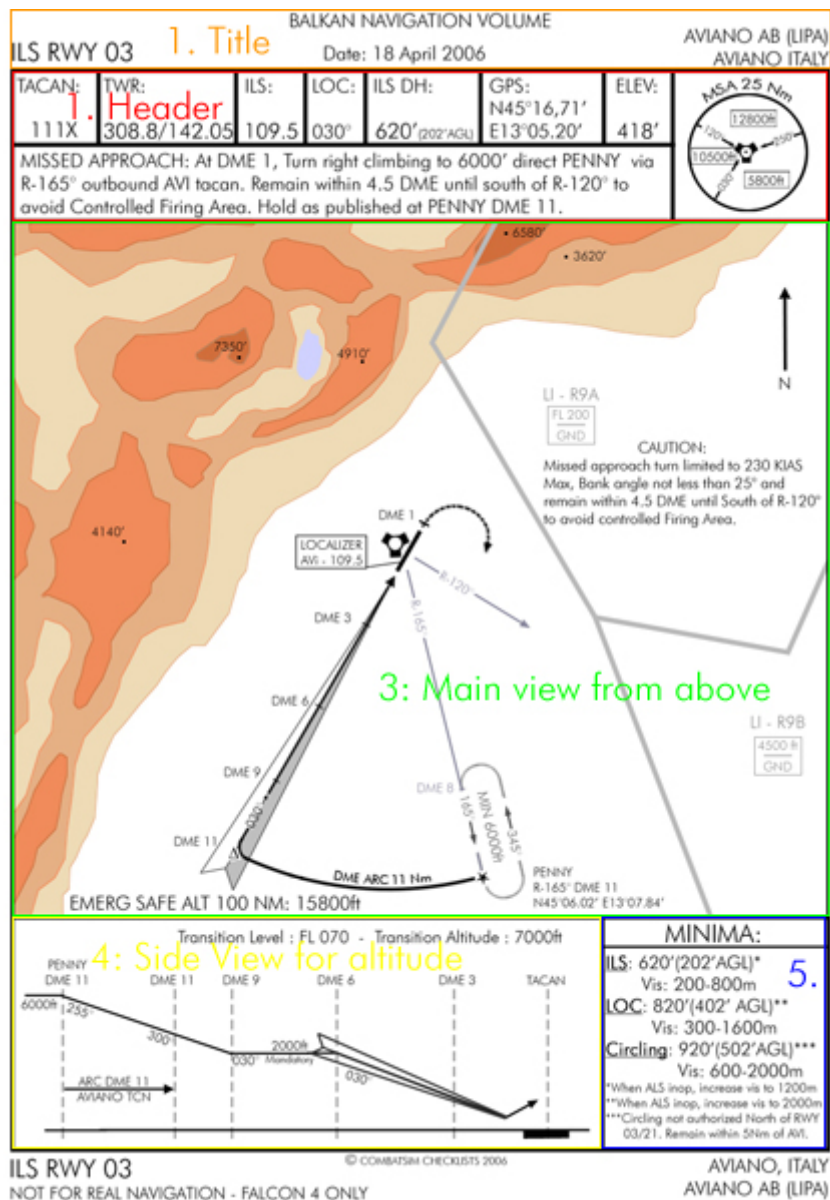 BALKAN NAVIGATION VOLUME
ILS RWY 03
1. Title
Date: 18 April 2006
AVIANO AB (LIPA)
AVIANO ITALY
TACAN:
111X
TWR:
308.8/142.05
1. Header
ILS:
109.5
LOC:
030°
ILS DH:
620' (202'AGL)
GPS:
N45°16,71'
E13°05.20'
ELEV:
418'
MSA 25 Nm
12800ft
120°
250°
10500ft
030°
5800ft
MISSED APPROACH: At DME 1, Turn right climbing to 6000' direct PENNY via
R-165° outbound AVI tacan. Remain within 4.5 DME until south of R-120° to
avoid Controlled Firing Area. Hold as published at PENNY DME 11.
6580'
3620'
7350'
4910'
N
LI - R9A
FL 200
GND
CAUTION:
Missed approach turn limited to 230 KIAS
Max, Bank angle not less than 25° and
remain within 4.5 DME until South of R-120°
to avoid controlled Firing Area.
4140'
DME 1
LOCALIZER
AVI - 109.5
R-120°
R-165°
DME 3
3: Main view from above
DME 6
LI - R9B
4500 ft
GND
DME 9
DME 8
030°
165°
MIN 6000ft
345°
DME 11
DME ARC 11 Nm
PENNY
R-165° DME 11
N45°06.02' E13°07.84'
EMERG SAFE ALT 100 NM: 15800ft
Transition Level : FL 070 - Transition Altitude : 7000ft
4: Side View for altitude
PENNY
DME 11
DME 11
DME 9
DME 6
DME 3
TACAN
6000ft
255°
300°
2000ft
030°
Mandatory
030°
ARC DME 11
AVIANO TCN
MINIMA:
ILS: 620'(202'AGL)*
Vis: 200-800m
5.
LOC: 820'(402' AGL)**
Vis: 300-1600m
Circling: 920'(502'AGL)***
Vis: 600-2000m
*When ALS inop, increase vis to 1200m
**When ALS inop, increase vis to 2000m
***Circling not authorized North of RWY
03/21. Remain within 5Nm of AVI.
ILS RWY 03
© COMBATSIM CHECKLISTS 2006
AVIANO, ITALY
NOT FOR REAL NAVIGATION - FALCON 4 ONLY
AVIANO AB (LIPA)